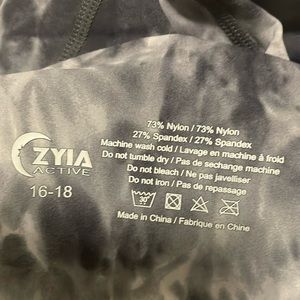 ZYIA
ACTIVE
16-18
73% Nylon / 73% Nylon
27% Spandex / 27% Spandex
Machine wash cold / Lavage en machine à froid
Do not tumble dry / Pas de sechange machine
Do not bleach / Ne pas javelliser
Do not iron / Pas de repassage
30
Made in China / Fabrique en Chine